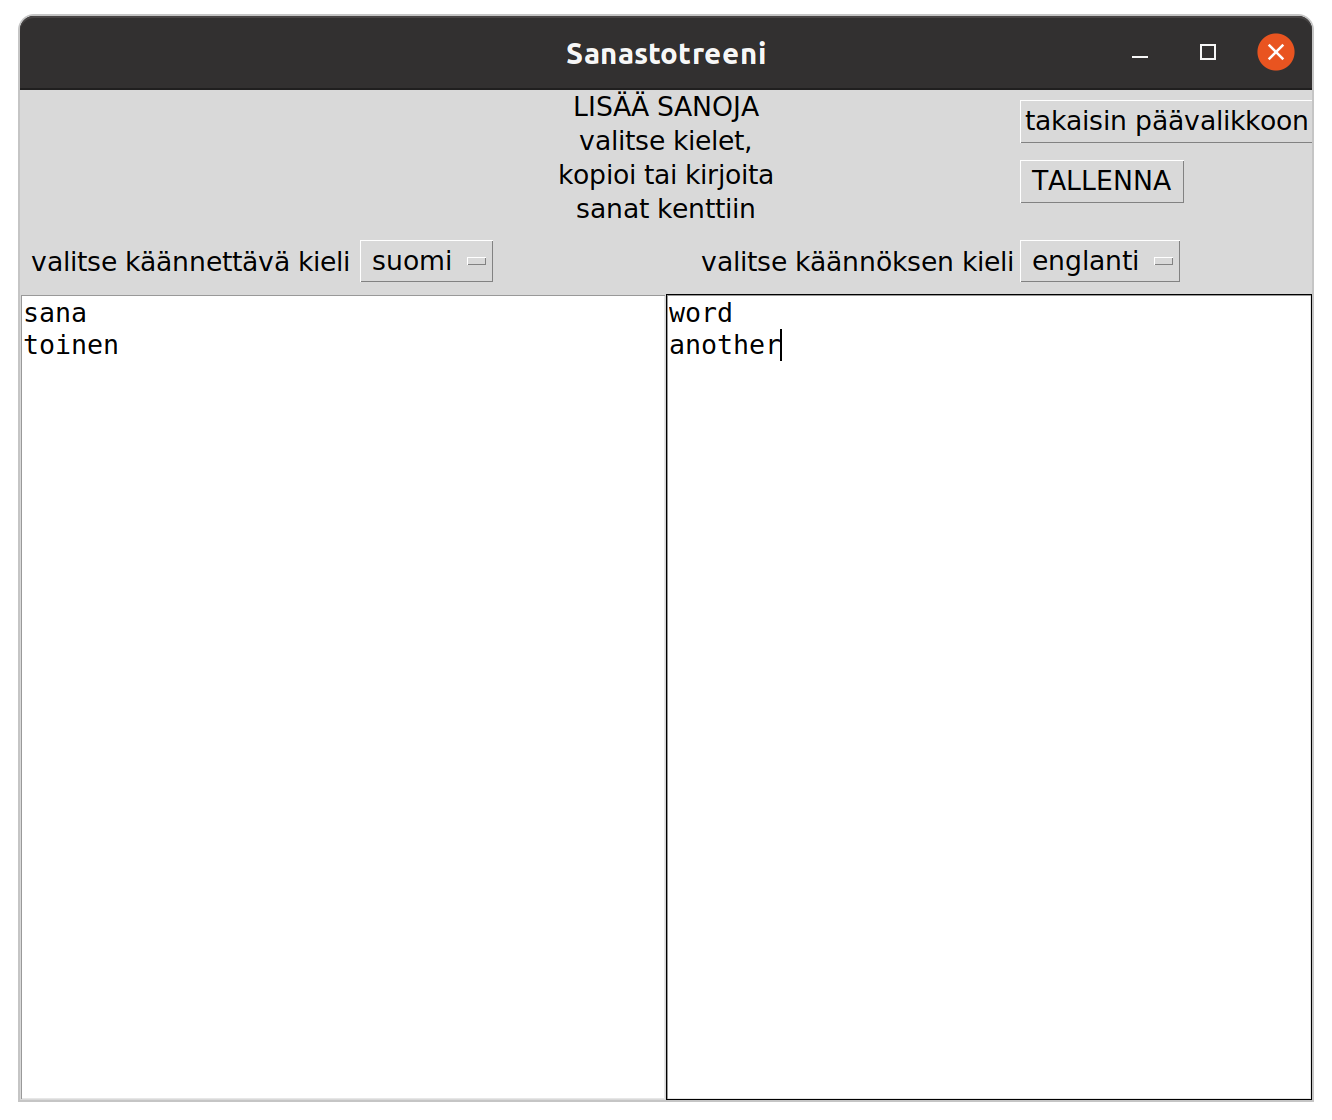 Sanastotreeni
LISÄÄ SANOJA
valitse kielet,
kopioi tai kirjoita
sanat kenttiin
takaisin päävalikkoon
TALLENNA
valitse käännettävä kieli suomi
valitse käännöksen kieli englanti
sana
toinen
word
another